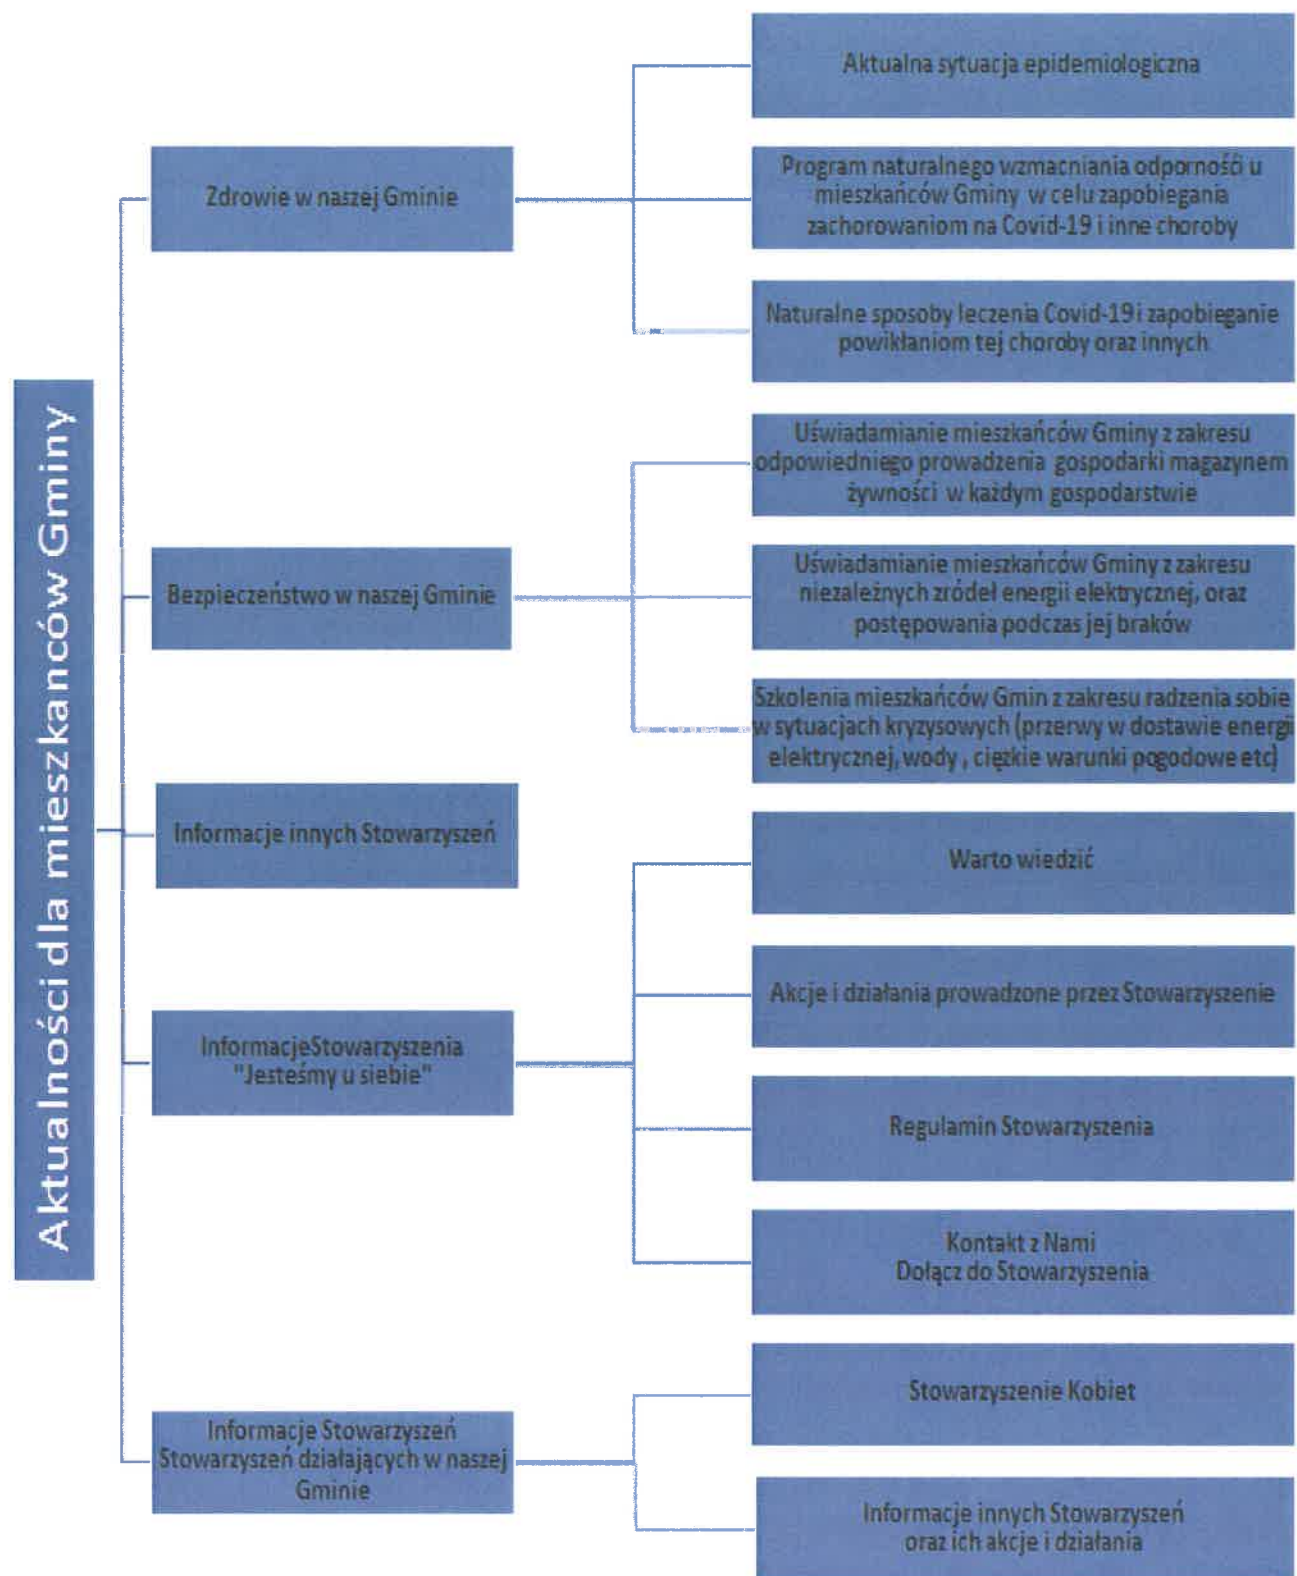 Aktualności dla mieszkańców Gminy
Zdrowie w naszej Gminie
Aktualna sytuacja epidemiologiczna
Program naturalnego wzmacniania odpornośći u
mieszkańców Gminy w celu zapobiegania
zachorowaniom na Covid-19 i inne choroby
Naturalne sposoby leczenia Covid-19 i zapobieganie
powikłaniom tej choroby oraz innych
Bezpieczeństwo w naszej Gminie
Uświadamianie mieszkańców Gminy z zakresu
odpowiedniego prowadzenia gospodarki magazynem
żywności w każdym gospodarstwie
Uświadamianie mieszkańców Gminy z zakresu
niezależnych zródeł energii elektrycznej, oraz
postępowania podczas jej braków
Szkolenia mieszkańców Gmin z zakresu radzenia sobie
w sytuacjach kryzysowych (przerwy w dostawie energi
elektrycznej, wody , cięzkie warunki pogodowe etc)
Informacje innych Stowarzyszeń
InformacjeStowarzyszenia
"Jesteśmy u siebie"
Warto wiedzić
Akcje i działania prowadzone przez Stowarzyszenie
Regulamin Stowarzyszenia
Kontakt z Nami
Dołącz do Stowarzyszenia
Informacje Stowarzyszeń
Stowarzyszeń działających w naszej
Gminie
Stowarzyszenie Kobiet
Informacje innych Stowarzyszeń
oraz ich akcje i działania